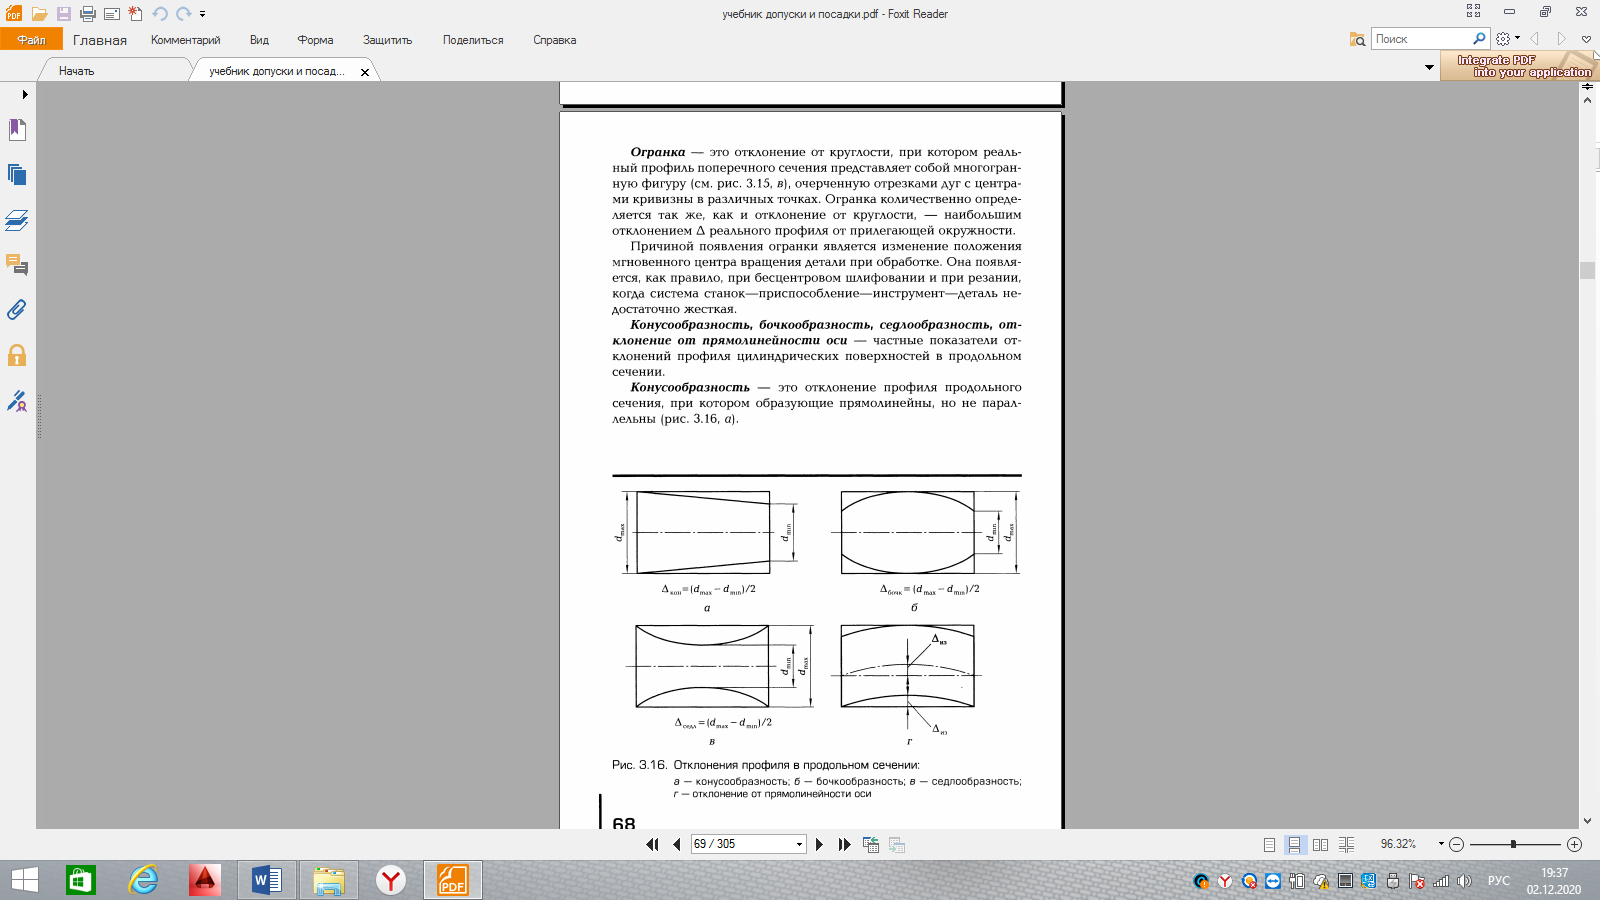 учебник допуски и посадки.pdf - Foxit Reader
Файл Главная Комментарий Вид Форма Защитить Поделиться Справка Поиск
Начать учебник допуски и посад...
Integrate PDF
into your application
Огранка — это отклонение от круглости, при котором реаль-
ный профиль поперечного сечения представляет собой многогран-
ную фигуру (см. рис. 3.15, в), очерченную отрезками дуг с центра-
ми кривизны в различных точках. Огранка количественно опреде-
ляется так же, как и отклонение от круглости, — наибольшим
отклонением Δ реального профиля от прилегающей окружности.
Причиной появления огранки является изменение положения
мгновенного центра вращения детали при обработке. Она появля-
ется, как правило, при бесцентровом шлифовании и при резании,
когда система станок—приспособление—инструмент—деталь не-
достаточно жесткая.
Конусообразность, бочкообразность, седлообразность, от-
клонение от прямолинейности оси — частные показатели от-
клонений профиля цилиндрических поверхностей в продольном
сечении.
Конусообразность — это отклонение профиля продольного
сечения, при котором образующие прямолинейны, но не парал-
лельны (рис. 3.16, а).
dmax dmin dmin dmax
Δкон=(dmax − dmin)/2 Δбочк=(dmax − dmin)/2
а б
dmin dmax Δиз
Δиз
Δседл=(dmax − dmin)/2
в г
Рис. 3.16. Отклонения профиля в продольном сечении:
а — конусообразность; б — бочкообразность; в — седлообразность;
г — отклонение от прямолинейности оси
68
69 / 305 96.32%
PDF РУС 19:37
02.12.2020